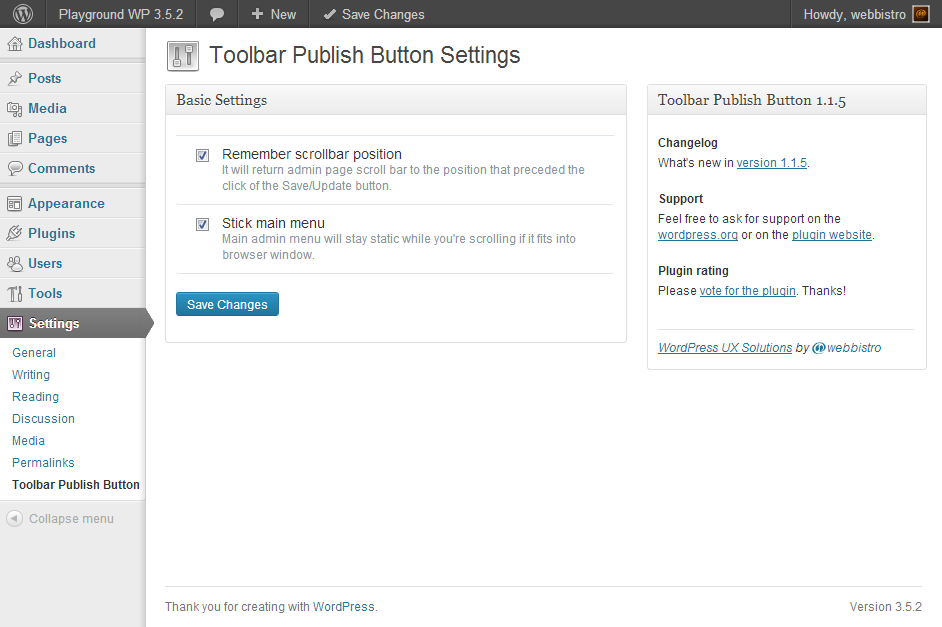 Playground WP 3.5.2
New
Save Changes
Howdy, webbistro
Dashboard
Posts
Media
Pages
Comments
Appearance
Plugins
Users
Tools
Settings
General
Writing
Reading
Discussion
Media
Permalinks
Toolbar Publish Button
Collapse menu
Toolbar Publish Button Settings
Basic Settings
Remember scrollbar position
It will return admin page scroll bar to the position that preceded the
click of the Save/Update button.
Stick main menu
Main admin menu will stay static while you're scrolling if it fits into
browser window.
Save Changes
Toolbar Publish Button 1.1.5
Changelog
What's new in version 1.1.5.
Support
Feel free to ask for support on the
wordpress.org or on the plugin website.
Plugin rating
Please vote for the plugin. Thanks!
WordPress UX Solutions by webbistro
Thank you for creating with WordPress.
Version 3.5.2